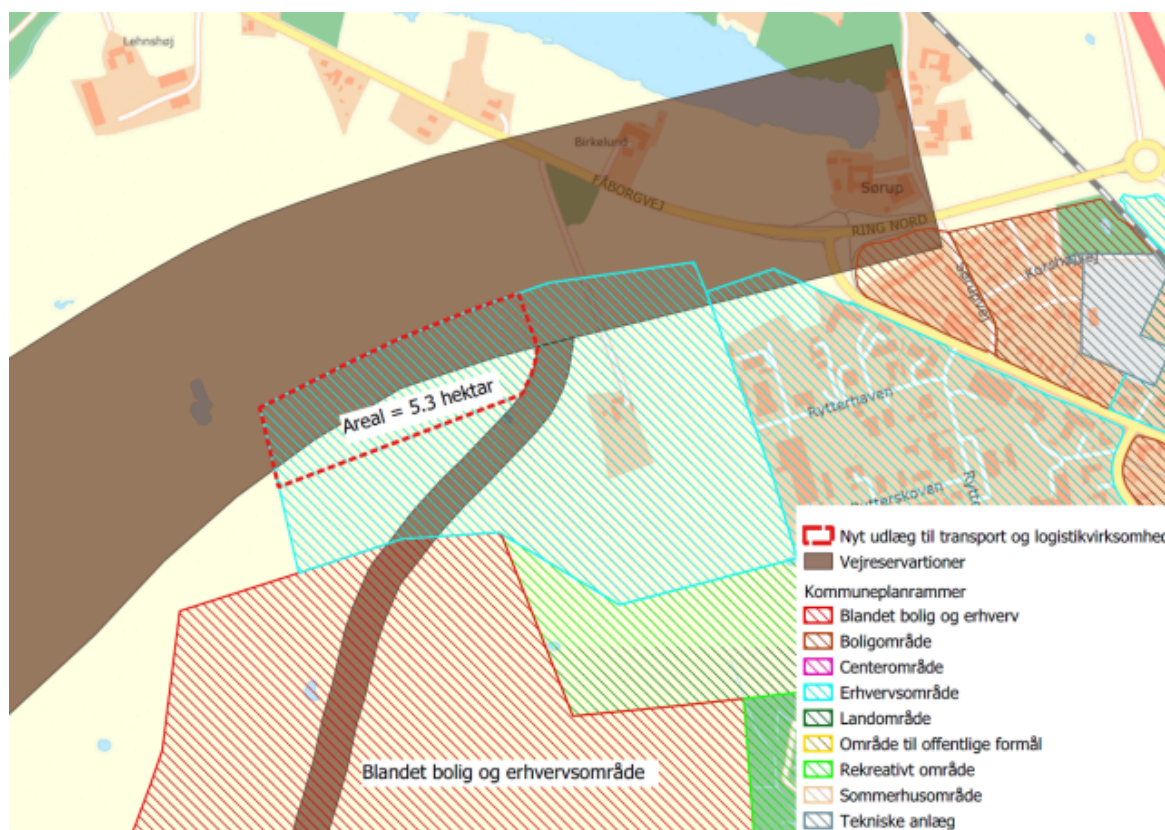 Lehnshøj
Birkelund
FÅBORGVEJ
Sørup
RING NORD
Sørupvej
Korshøjvej
Areal = 5.3 hektar
Rytterhaven
Rytterskoven
Rytte
Blandet bolig og erhvervsområde
Nyt udlæg til transport og logistikvirksomhed
Vejreservartioner
Kommuneplanrammer
Blandet bolig og erhverv
Boligområde
Centerområde
Erhvervsområde
Landområde
Område til offentlige formål
Rekreativt område
Sommerhusområde
Tekniske anlæg